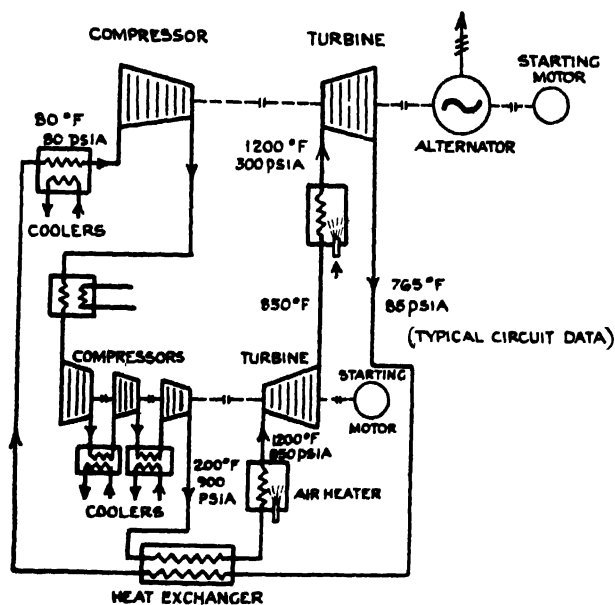 COMPRESSOR
TURBINE
STARTING
MOTOR
ALTERNATOR
80 °F
80 PSIA
1200 °F
300 PSIA
COOLERS
850°F
765 °F
85 PSIA
(TYPICAL CIRCUIT DATA)
COMPRESSORS
TURBINE
STARTING
MOTOR
1200°F
850 PSIA
200 °F
900
PSIA
AIR HEATER
COOLERS
HEAT EXCHANGER